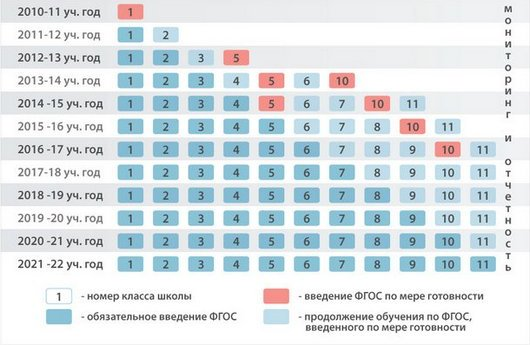 2010-11 уч. год 1
2011-12 уч. год 1 2
2012-13 уч. год 1 2 3 5
2013-14 уч. год 1 2 3 4 5 6 10
2014 -15 уч. год 1 2 3 4 5 6 7 10 11
2015 -16 уч. год 1 2 3 4 5 6 7 8 10 11
2016 -17 уч. год 1 2 3 4 5 6 7 8 9 10 11
2017-18 уч. год 1 2 3 4 5 6 7 8 9 10 11
2018 -19 уч. год 1 2 3 4 5 6 7 8 9 10 11
2019 -20 уч. год 1 2 3 4 5 6 7 8 9 10 11
2020 -21 уч. год 1 2 3 4 5 6 7 8 9 10 11
2021 -22 уч. год 1 2 3 4 5 6 7 8 9 10 11
мониторинг и отчетность
1 - номер класса школы
- введение ФГОС по мере готовности
- обязательное введение ФГОС
- продолжение обучения по ФГОС,
введенного по мере готовности